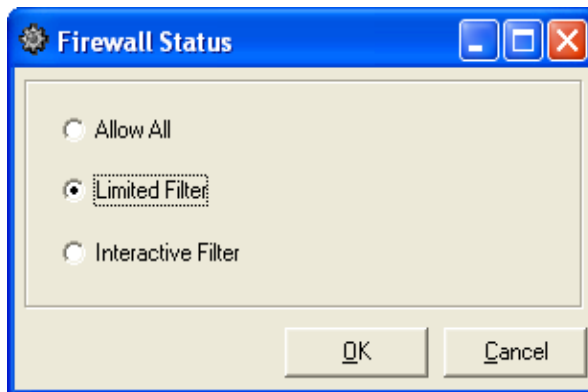 Firewall Status
Allow All
Limited Filter
Interactive Filter
OK Cancel